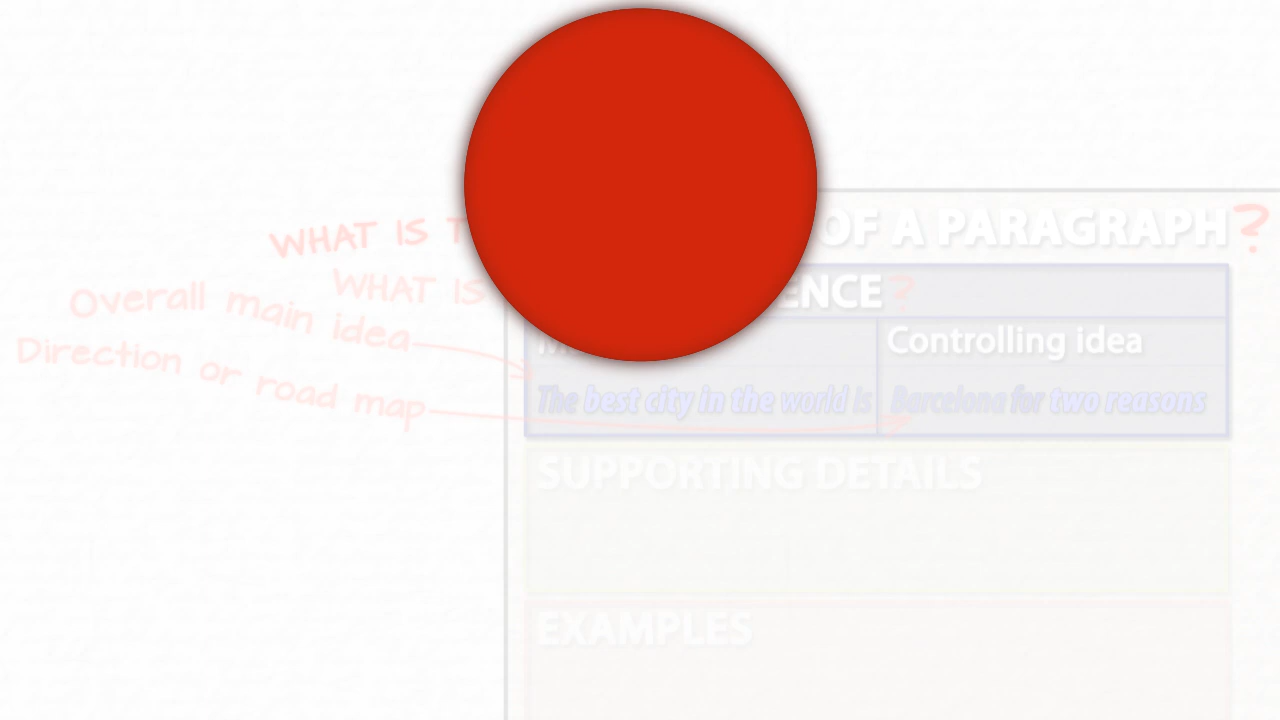 WHAT IS
OF A PARAGRAPH?
WHAT IS
?
Overall main idea
Controlling idea
Direction or road map
The best city in the world is
Barcelona for two reasons
SUPPORTING DETAILS
EXAMPLES